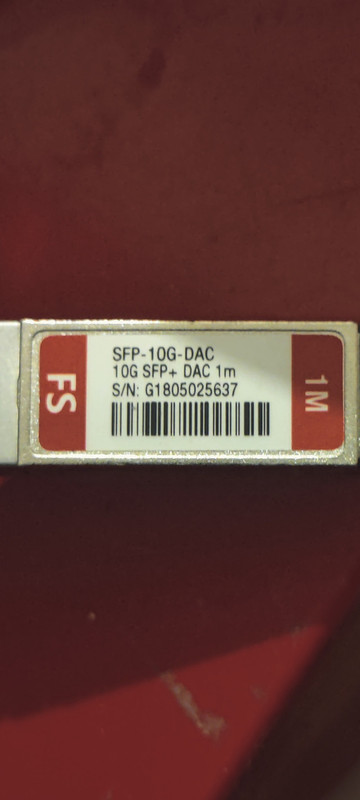 FS
SFP-10G-DAC
10G SFP+ DAC 1m
S/N: G1805025637
1M